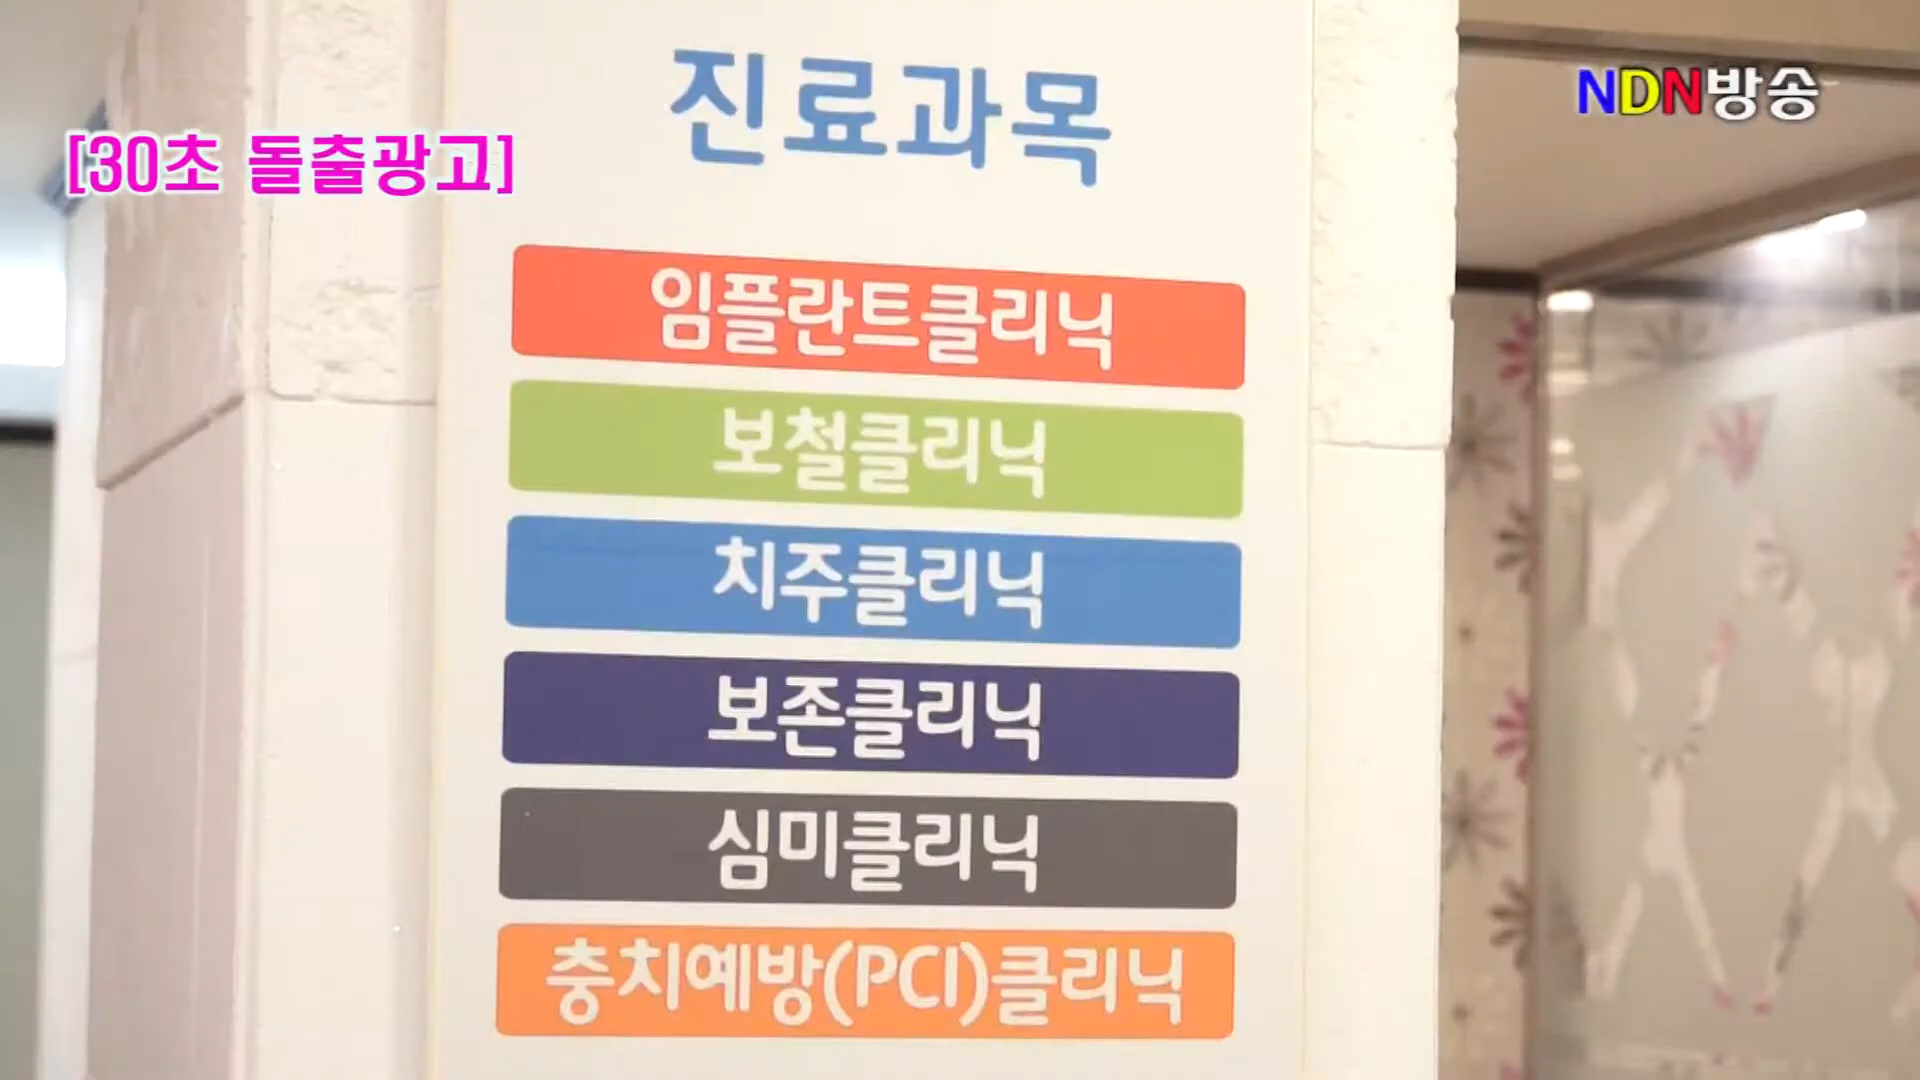 진료과목
NDN방송
[30초 돌출광고]
임플란트클리닉
보철클리닉
치주클리닉
보존클리닉
심미클리닉
충치예방(PCI)클리닉